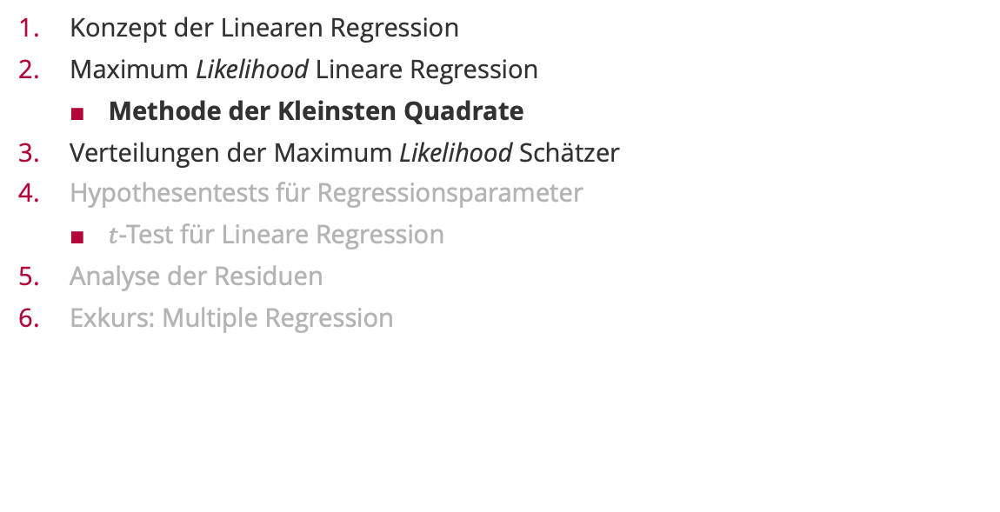 1. Konzept der Linearen Regression
2. Maximum Likelihood Lineare Regression
■ Methode der Kleinsten Quadrate
3. Verteilungen der Maximum Likelihood Schätzer
4. Hypothesentests für Regressionsparameter
■ t-Test für Lineare Regression
5. Analyse der Residuen
6. Exkurs: Multiple Regression